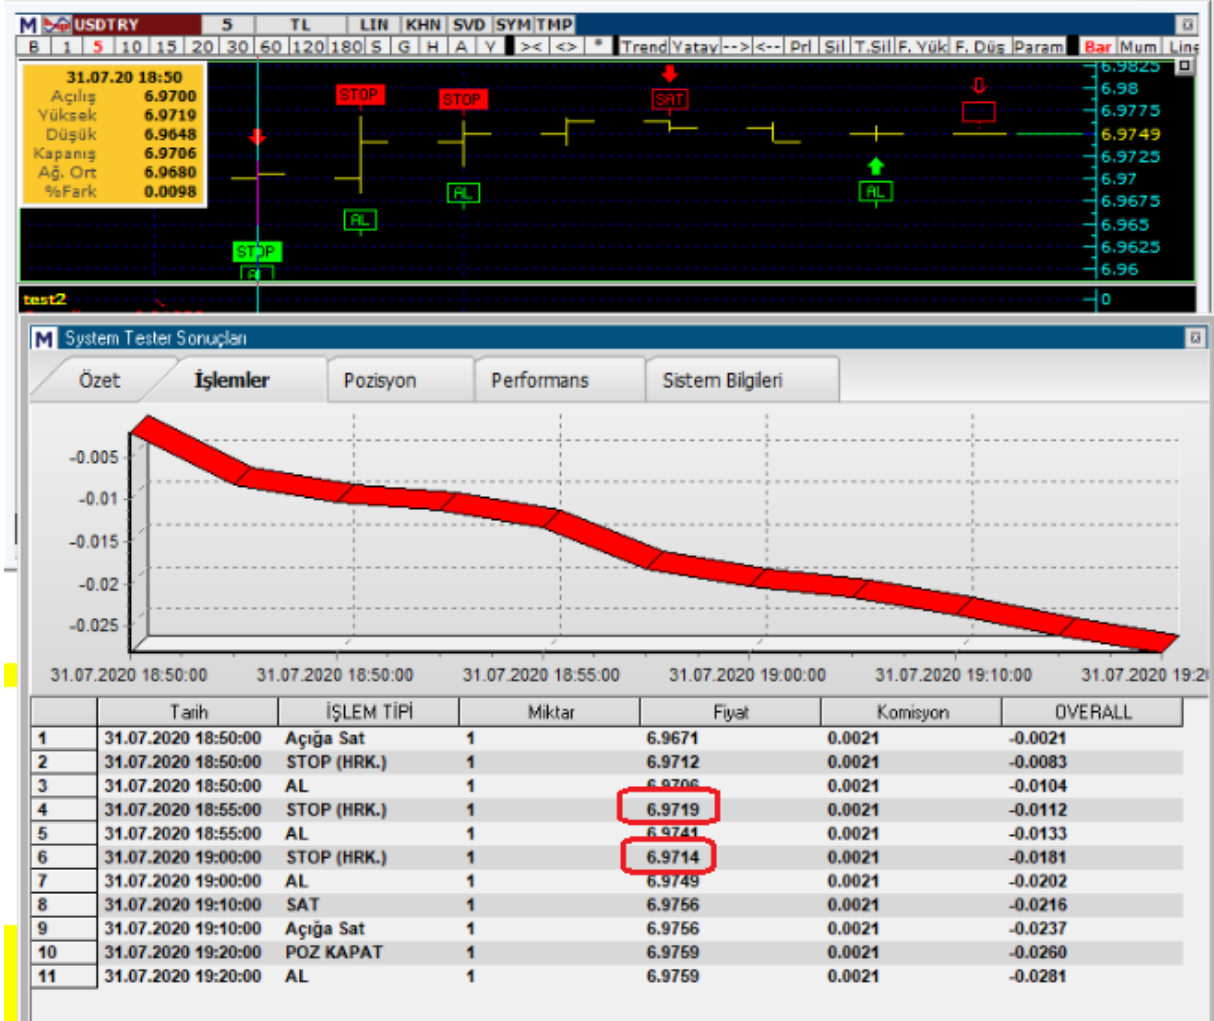 M USDTRY 5 TL LIN KHN SVD SYM TMP
B 1 5 10 15 20 30 60 120 180 S G H A Y >< <> * Trend Yatay --> <-- Prl Sil T.Sil F. Yük F. Düş Param Bar Mum Line
31.07.20 18:50
Açılış 6.9700
Yüksek 6.9719
Düşük 6.9648
Kapanış 6.9706
Ağ. Ort 6.9680
%Fark 0.0098
STOP
STOP
SAT
AL
AL
AL
STOP
AL
6.9825
6.98
6.9775
6.9749
6.9725
6.97
6.9675
6.965
6.9625
6.96
test2
0
M System Tester Sonuçları
Özet İşlemler Pozisyon Performans Sistem Bilgileri
-0.005
-0.01
-0.015
-0.02
-0.025
31.07.2020 18:50:00 31.07.2020 18:50:00 31.07.2020 18:55:00 31.07.2020 19:00:00 31.07.2020 19:10:00 31.07.2020 19:2
Tarih İŞLEM TİPİ Miktar Fiyat Komisyon OVERALL
1 31.07.2020 18:50:00 Açığa Sat 1 6.9671 0.0021 -0.0021
2 31.07.2020 18:50:00 STOP (HRK.) 1 6.9712 0.0021 -0.0083
3 31.07.2020 18:50:00 AL 1 6.9706 0.0021 -0.0104
4 31.07.2020 18:55:00 STOP (HRK.) 1 6.9719 0.0021 -0.0112
5 31.07.2020 18:55:00 AL 1 6.9741 0.0021 -0.0133
6 31.07.2020 19:00:00 STOP (HRK.) 1 6.9714 0.0021 -0.0181
7 31.07.2020 19:00:00 AL 1 6.9749 0.0021 -0.0202
8 31.07.2020 19:10:00 SAT 1 6.9756 0.0021 -0.0216
9 31.07.2020 19:10:00 Açığa Sat 1 6.9756 0.0021 -0.0237
10 31.07.2020 19:20:00 POZ KAPAT 1 6.9759 0.0021 -0.0260
11 31.07.2020 19:20:00 AL 1 6.9759 0.0021 -0.0281